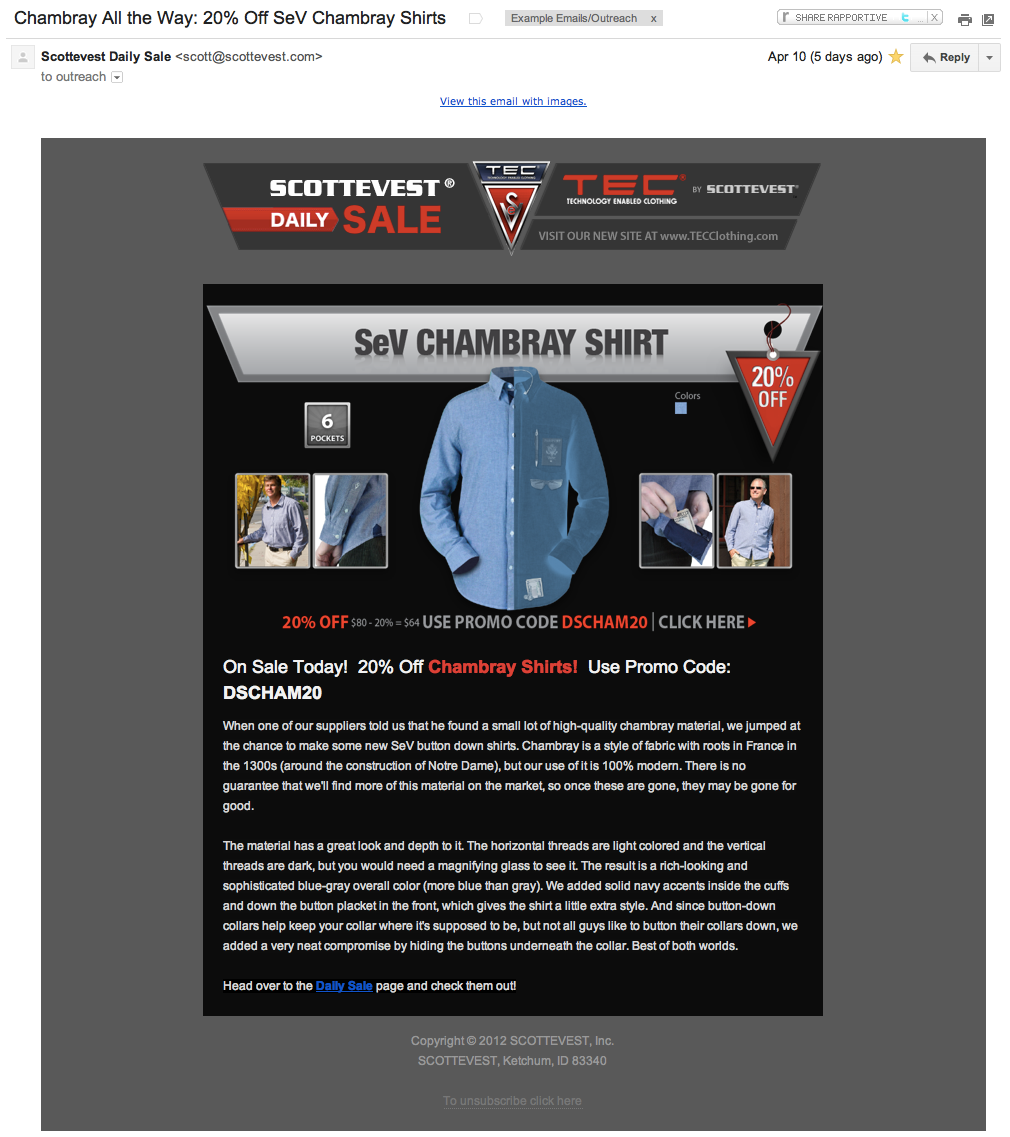 Chambray All the Way: 20% Off SeV Chambray Shirts
Example Emails/Outreach x
SHARE RAPPORTIVE
X
Scottevest Daily Sale <scott@scottevest.com>
Apr 10 (5 days ago)
Reply
to outreach
View this email with images.
SCOTTEVEST®
DAILY SALE
TEC
TECHNOLOGY ENABLED CLOTHING
TEC® BY SCOTTEVEST®
TECHNOLOGY ENABLED CLOTHING
VISIT OUR NEW SITE AT www.TECClothing.com
SeV CHAMBRAY SHIRT
20%
OFF
Colors
6
POCKETS
20% OFF $80 - 20% = $64 USE PROMO CODE DSCHAM20 | CLICK HERE
On Sale Today! 20% Off Chambray Shirts! Use Promo Code:
DSCHAM20
When one of our suppliers told us that he found a small lot of high-quality chambray material, we jumped at
the chance to make some new SeV button down shirts. Chambray is a style of fabric with roots in France in
the 1300s (around the construction of Notre Dame), but our use of it is 100% modern. There is no
guarantee that we'll find more of this material on the market, so once these are gone, they may be gone for
good.
The material has a great look and depth to it. The horizontal threads are light colored and the vertical
threads are dark, but you would need a magnifying glass to see it. The result is a rich-looking and
sophisticated blue-gray overall color (more blue than gray). We added solid navy accents inside the cuffs
and down the button placket in the front, which gives the shirt a little extra style. And since button-down
collars help keep your collar where it's supposed to be, but not all guys like to button their collars down, we
added a very neat compromise by hiding the buttons underneath the collar. Best of both worlds.
Head over to the Daily Sale page and check them out!
Copyright © 2012 SCOTTEVEST, Inc.
SCOTTEVEST, Ketchum, ID 83340
To unsubscribe click here